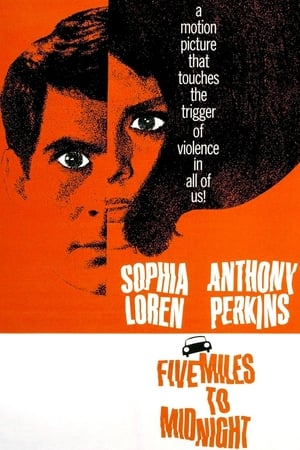 a
motion
picture that
touches the
trigger of
violence in
all of
us!
SOPHIA ANTHONY
LOREN PERKINS
FIVE MILES
TO
MIDNIGHT